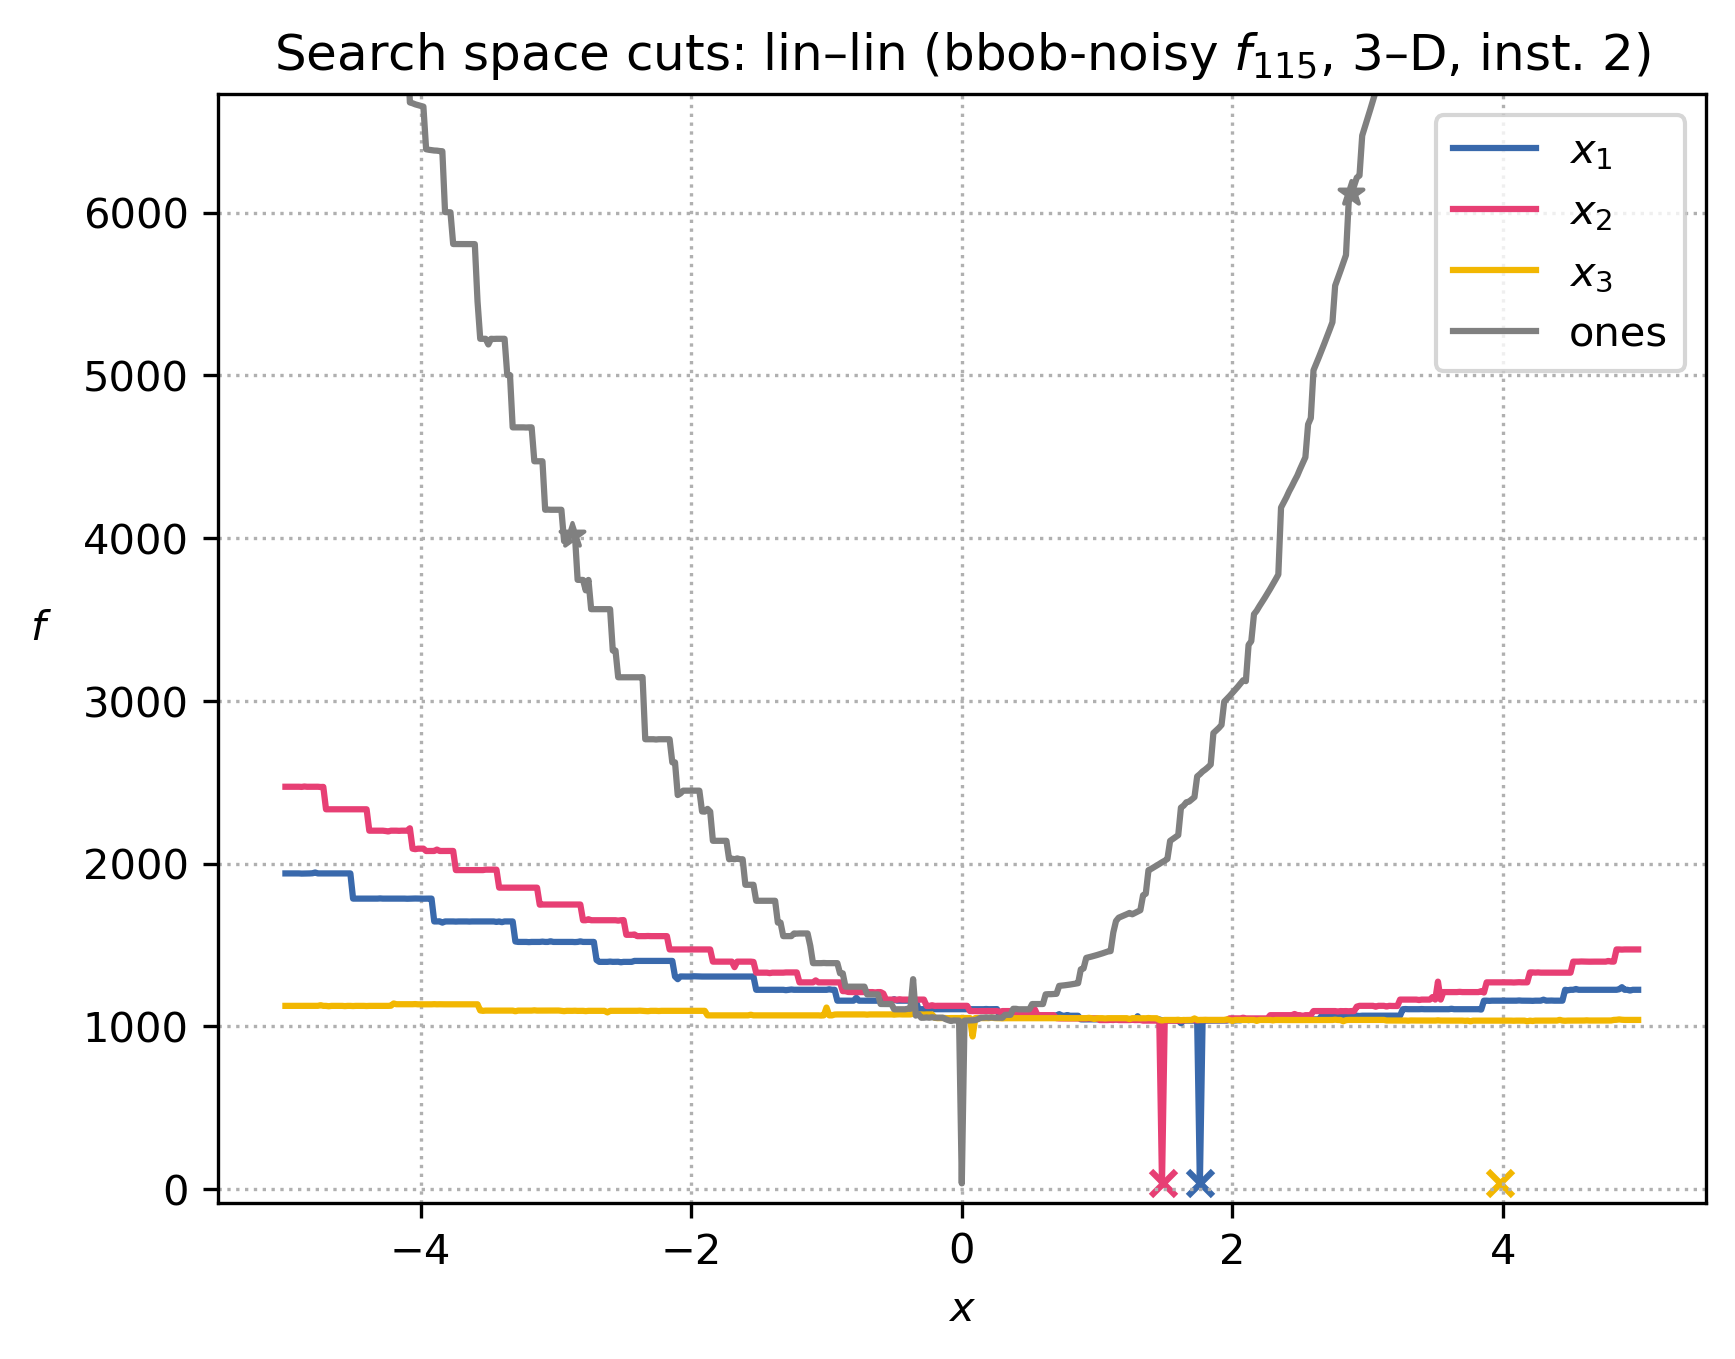 Search space cuts: lin–lin (bbob-noisy f₁₁₅, 3–D, inst. 2)
x₁
x₂
x₃
ones
6000
5000
4000
3000
2000
1000
0
f
−4 −2 0 2 4
x